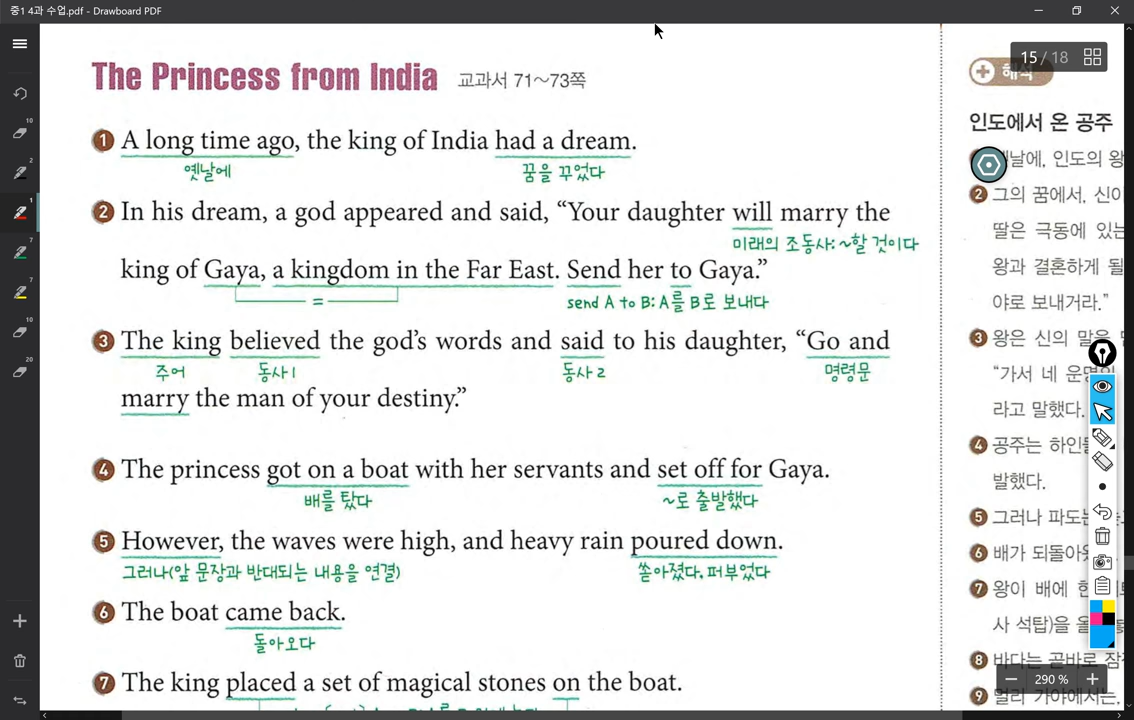 중1 4과 수업.pdf - Drawboard PDF
15 / 18
The Princess from India 교과서 71~73쪽
1 A long time ago, the king of India had a dream.
옛날에 꿈을 꾸었다
2 In his dream, a god appeared and said, “Your daughter will marry the
미래의 조동사: ~할 것이다
king of Gaya, a kingdom in the Far East. Send her to Gaya.”
= send A to B: A를 B로 보내다
3 The king believed the god’s words and said to his daughter, “Go and
주어 동사1 동사2 명령문
marry the man of your destiny.”
4 The princess got on a boat with her servants and set off for Gaya.
배를 탔다 ~로 출발했다
5 However, the waves were high, and heavy rain poured down.
그러나(앞 문장과 반대되는 내용을 연결) 쏟아졌다, 퍼부었다
6 The boat came back.
돌아오다
7 The king placed a set of magical stones on the boat.
해석
인도에서 온 공주
날에, 인도의 왕
2 그의 꿈에서, 신이
딸은 극동에 있는
왕과 결혼하게 될
야로 보내거라.”
3 왕은 신의 말을
“가서 네 운명의
라고 말했다.
4 공주는 하인들
발했다.
5 그러나 파도는
6 배가 되돌아
7 왕이 배에 한
사 석탑)을 올
8 바다는 곧바로 잠
9 멀리 가야에서는,
290 %
10
2
1
7
7
10
20